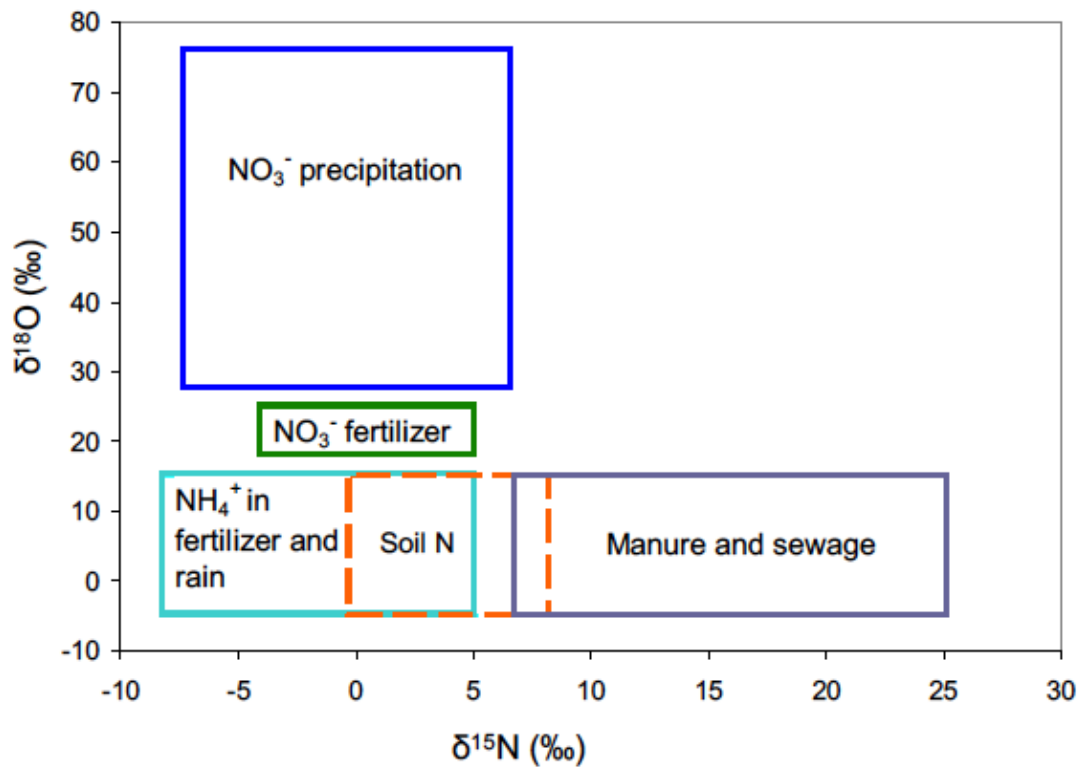 80
70
60
50
40
30
20
10
0
-10
δ¹⁸O (‰)
NO₃⁻ precipitation
NO₃⁻ fertilizer
NH₄⁺ in
fertilizer and
rain
Soil N
Manure and sewage
-10 -5 0 5 10 15 20 25 30
δ¹⁵N (‰)